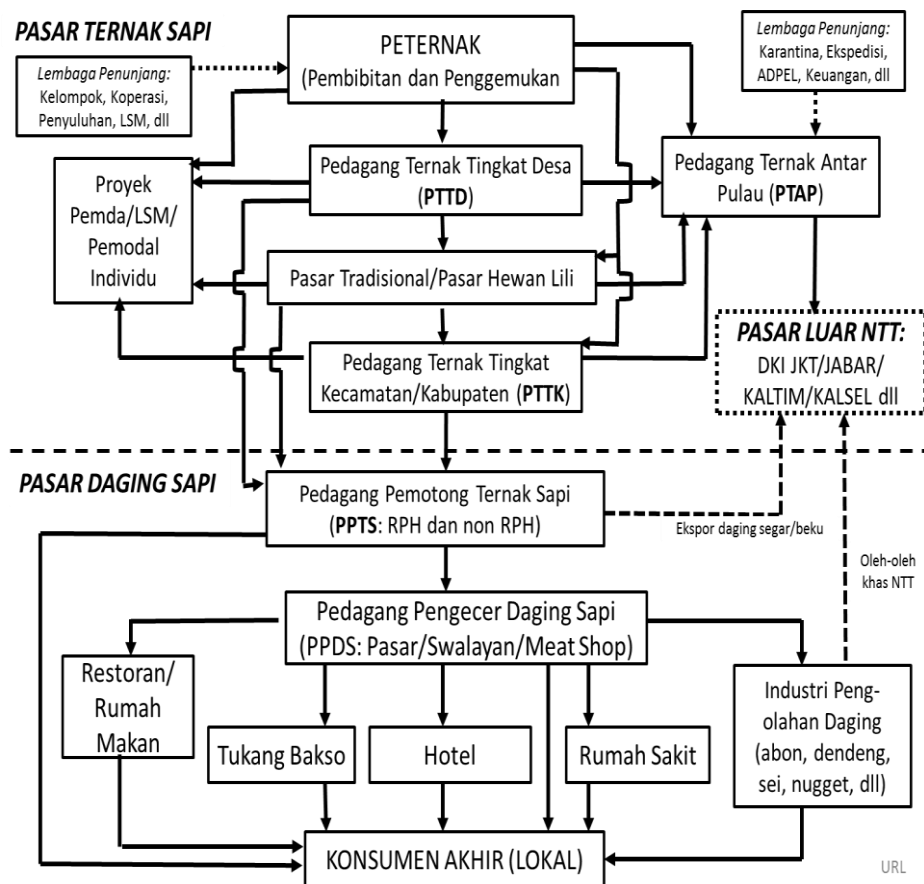 PASAR TERNAK SAPI
Lembaga Penunjang:
Kelompok, Koperasi,
Penyuluhan, LSM, dll
PETERNAK
(Pembibitan dan Penggemukan
Lembaga Penunjang:
Karantina, Ekspedisi,
ADPEL, Keuangan, dll
Proyek
Pemda/LSM/
Pemodal
Individu
Pedagang Ternak Tingkat Desa
(PTTD)
Pedagang Ternak Antar
Pulau (PTAP)
Pasar Tradisional/Pasar Hewan Lili
Pedagang Ternak Tingkat
Kecamatan/Kabupaten (PTTK)
PASAR LUAR NTT:
DKI JKT/JABAR/
KALTIM/KALSEL dll
PASAR DAGING SAPI
Pedagang Pemotong Ternak Sapi
(PPTS: RPH dan non RPH)
Ekspor daging segar/beku
Oleh-oleh
khas NTT
Pedagang Pengecer Daging Sapi
(PPDS: Pasar/Swalayan/Meat Shop)
Restoran/
Rumah
Makan
Tukang Bakso
Hotel
Rumah Sakit
Industri Peng-
olahan Daging
(abon, dendeng,
sei, nugget, dll)
KONSUMEN AKHIR (LOKAL)
URL